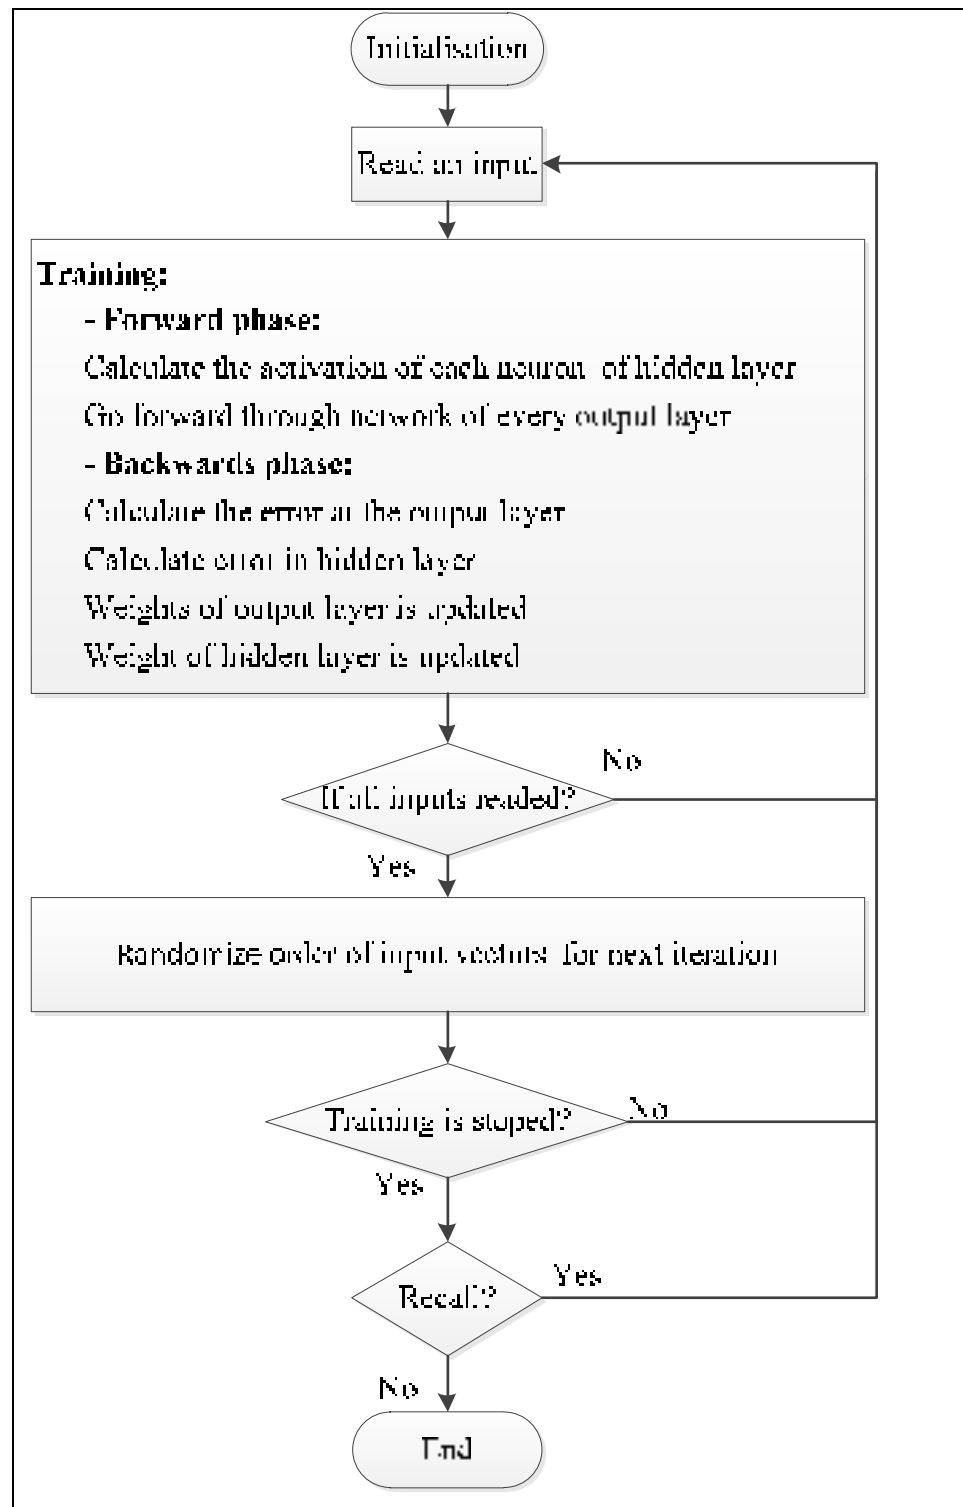 Initialisation
Read an input
Training:
- Forward phase:
Calculate the activation of each neuron of hidden layer
Go forward through network of every output layer
- Backwards phase:
Calculate the error at the output layer
Calculate error in hidden layer
Weights of output layer is updated
Weight of hidden layer is updated
No
If all inputs readed?
Yes
Randomize order of input vectors for next iteration
Training is stoped?
No
Yes
Recall?
Yes
No
End